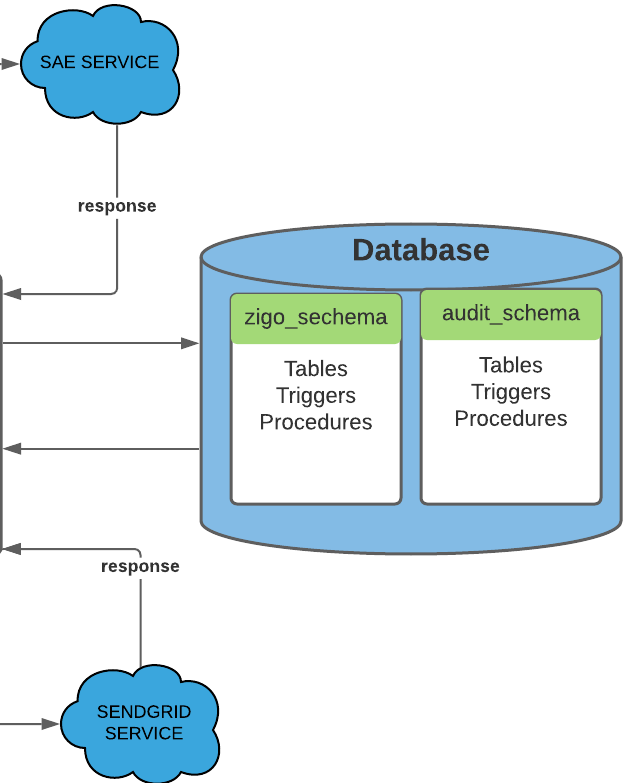 SAE SERVICE
response
Database
zigo_sechema
Tables
Triggers
Procedures
audit_schema
Tables
Triggers
Procedures
response
SENDGRID
SERVICE